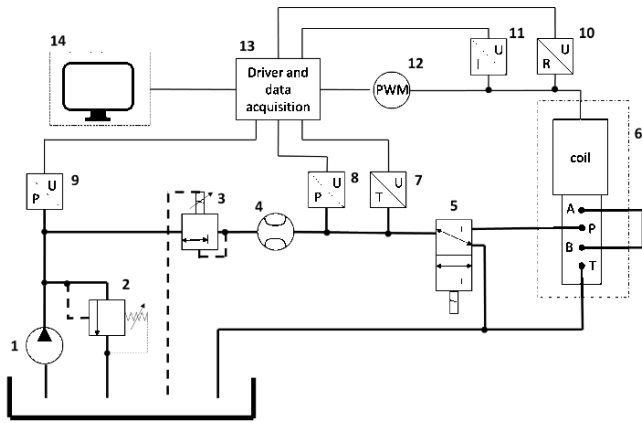 14
13
Driver and
data
acquisition
12
PWM
11
U
I
10
U
R
6
coil
A
P
B
T
9
U
P
3
4
8
U
P
7
U
T
5
2
1